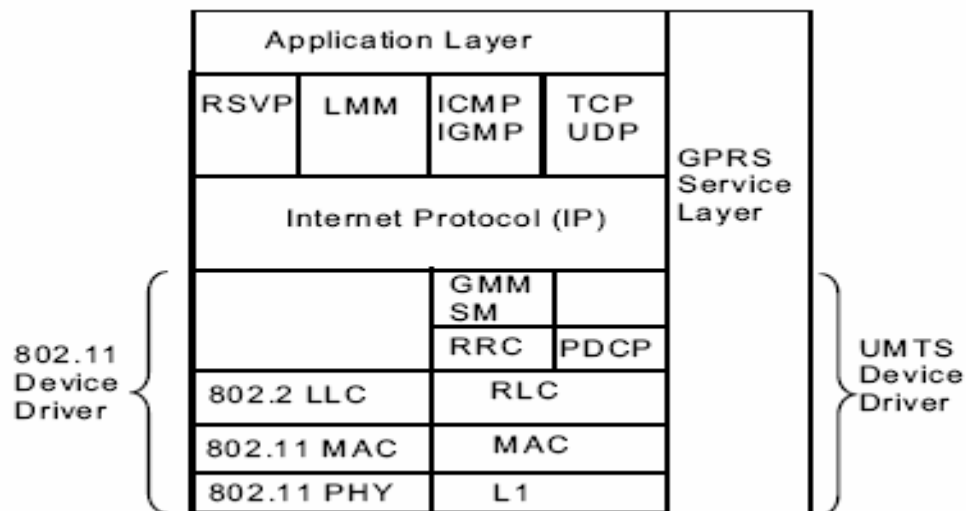 Application Layer
RSVP
LMM
ICMP
IGMP
TCP
UDP
GPRS
Service
Layer
Internet Protocol (IP)
GMM
SM
RRC
PDCP
802.11
Device
Driver
UMTS
Device
Driver
802.2 LLC
RLC
802.11 MAC
MAC
802.11 PHY
L1